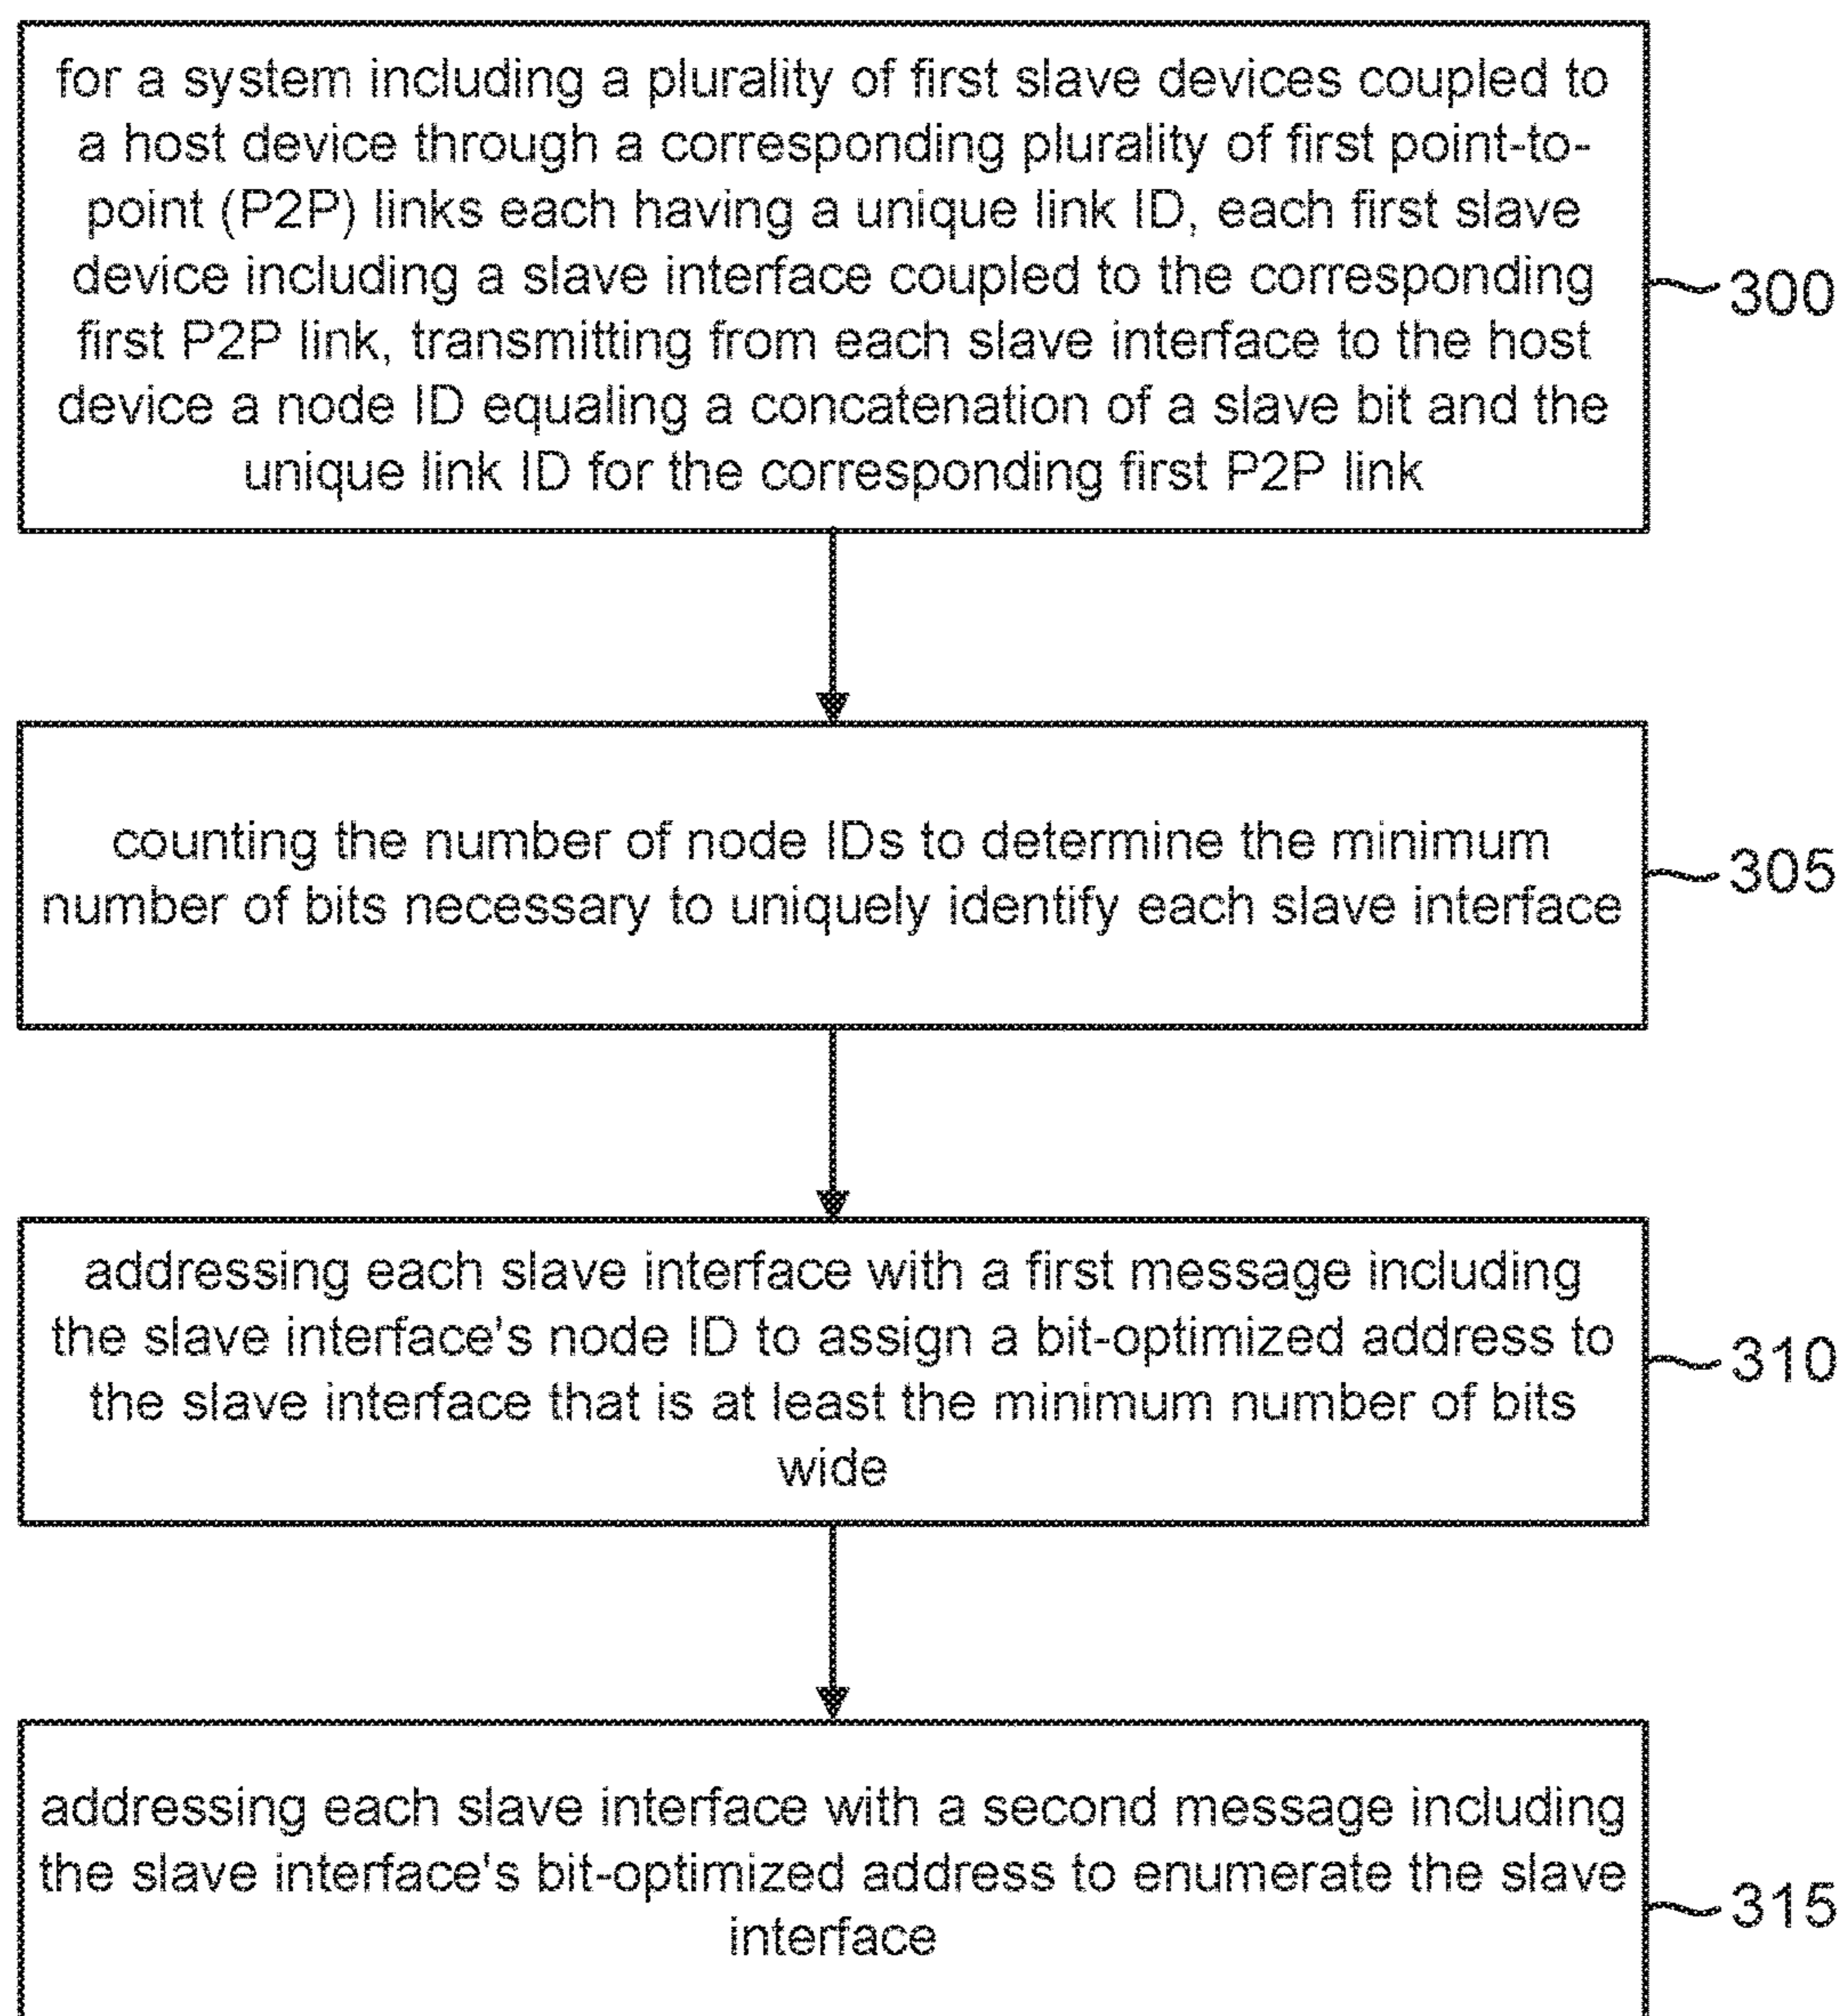 for a system including a plurality of first slave devices coupled to
a host device through a corresponding plurality of first point-to-
point (P2P) links each having a unique link ID, each first slave
device including a slave interface coupled to the corresponding
first P2P link, transmitting from each slave interface to the host
device a node ID equaling a concatenation of a slave bit and the
unique link ID for the corresponding first P2P link
300
counting the number of node IDs to determine the minimum
number of bits necessary to uniquely identify each slave interface
305
addressing each slave interface with a first message including
the slave interface's node ID to assign a bit-optimized address to
the slave interface that is at least the minimum number of bits
wide
310
addressing each slave interface with a second message including
the slave interface's bit-optimized address to enumerate the slave
interface
315